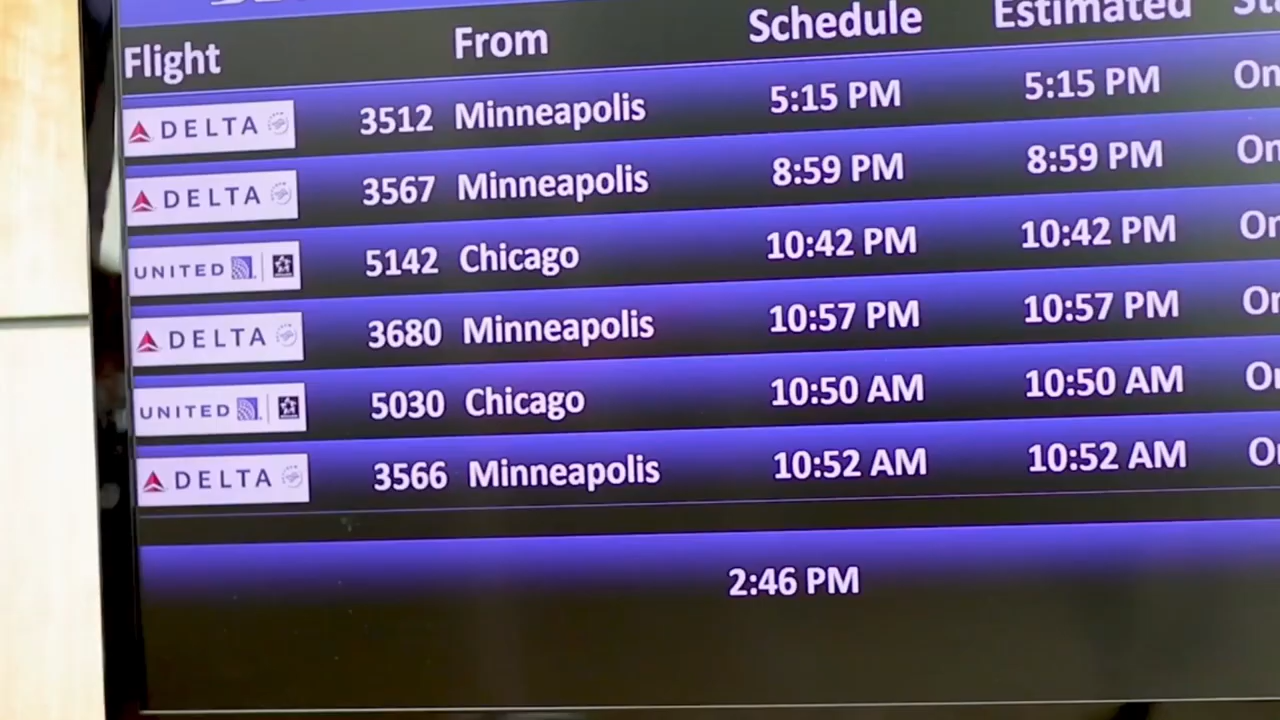 Flight From Schedule Estimated
DELTA 3512 Minneapolis 5:15 PM 5:15 PM On
DELTA 3567 Minneapolis 8:59 PM 8:59 PM On
UNITED 5142 Chicago 10:42 PM 10:42 PM On
DELTA 3680 Minneapolis 10:57 PM 10:57 PM
UNITED 5030 Chicago 10:50 AM 10:50 AM
DELTA 3566 Minneapolis 10:52 AM 10:52 AM
2:46 PM